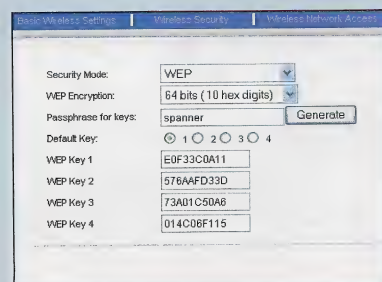 Basic Wireless Settings Wireless Security Wireless Network Access
Security Mode: WEP
WEP Encryption: 64 bits (10 hex digits)
Passphrase for keys: spanner Generate
Default Key: 1 2 3 4
WEP Key 1 E0F33C0A11
WEP Key 2 576AAFD33D
WEP Key 3 73A01C50A6
WEP Key 4 014C06F115